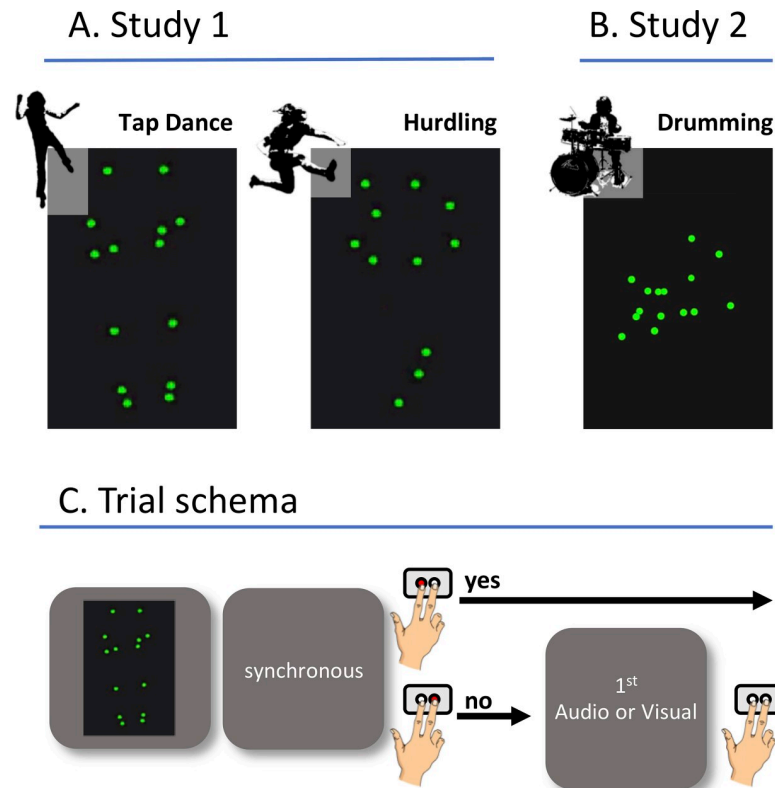 A. Study 1
B. Study 2
Tap Dance
Hurdling
Drumming
C. Trial schema
yes
synchronous
no
1st
Audio or Visual